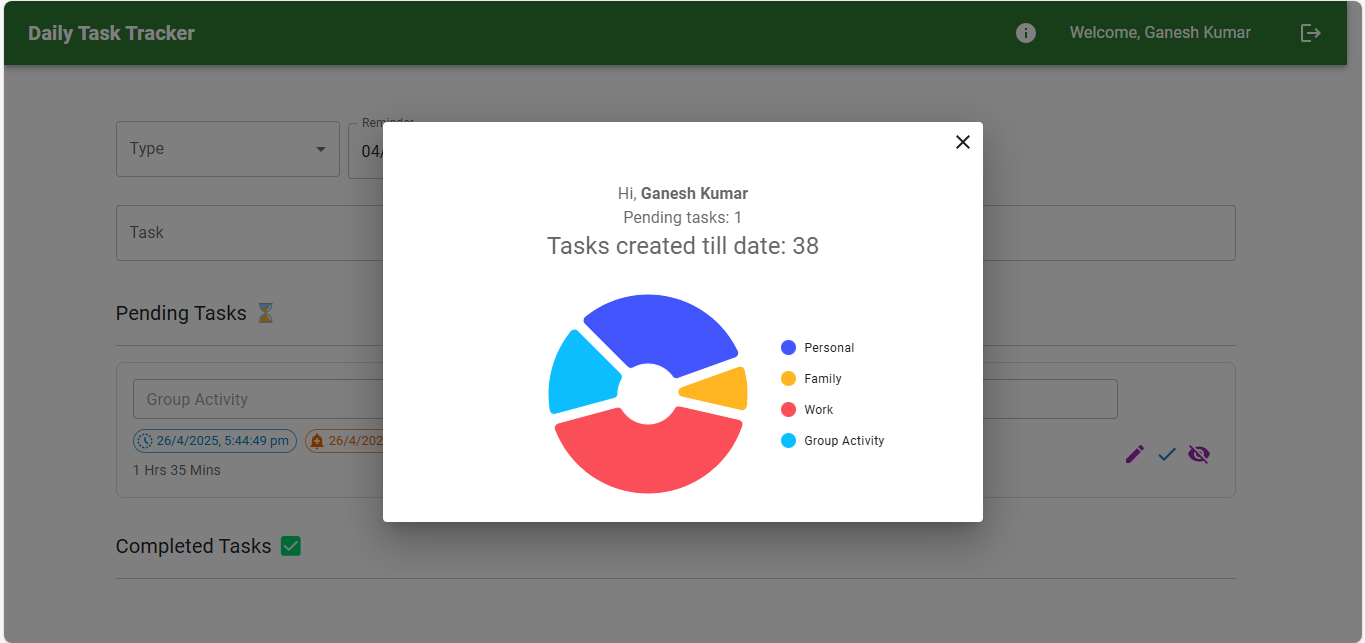 Daily Task Tracker
Welcome, Ganesh Kumar
Type
Reminder
04/
Task
Hi, Ganesh Kumar
Pending tasks: 1
Tasks created till date: 38
Personal
Family
Work
Group Activity
Pending Tasks
Group Activity
26/4/2025, 5:44:49 pm
26/4/202
1 Hrs 35 Mins
Completed Tasks